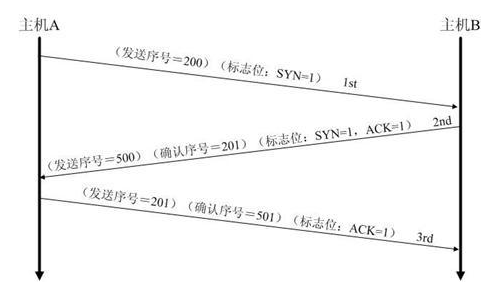 主机A
主机B
（发送序号＝200）（标志位：SYN=1） 1st
2nd
（发送序号＝500）（确认序号＝201）（标志位：SYN=1，ACK=1）
（发送序号＝201）（确认序号＝501）（标志位：ACK=1） 3rd